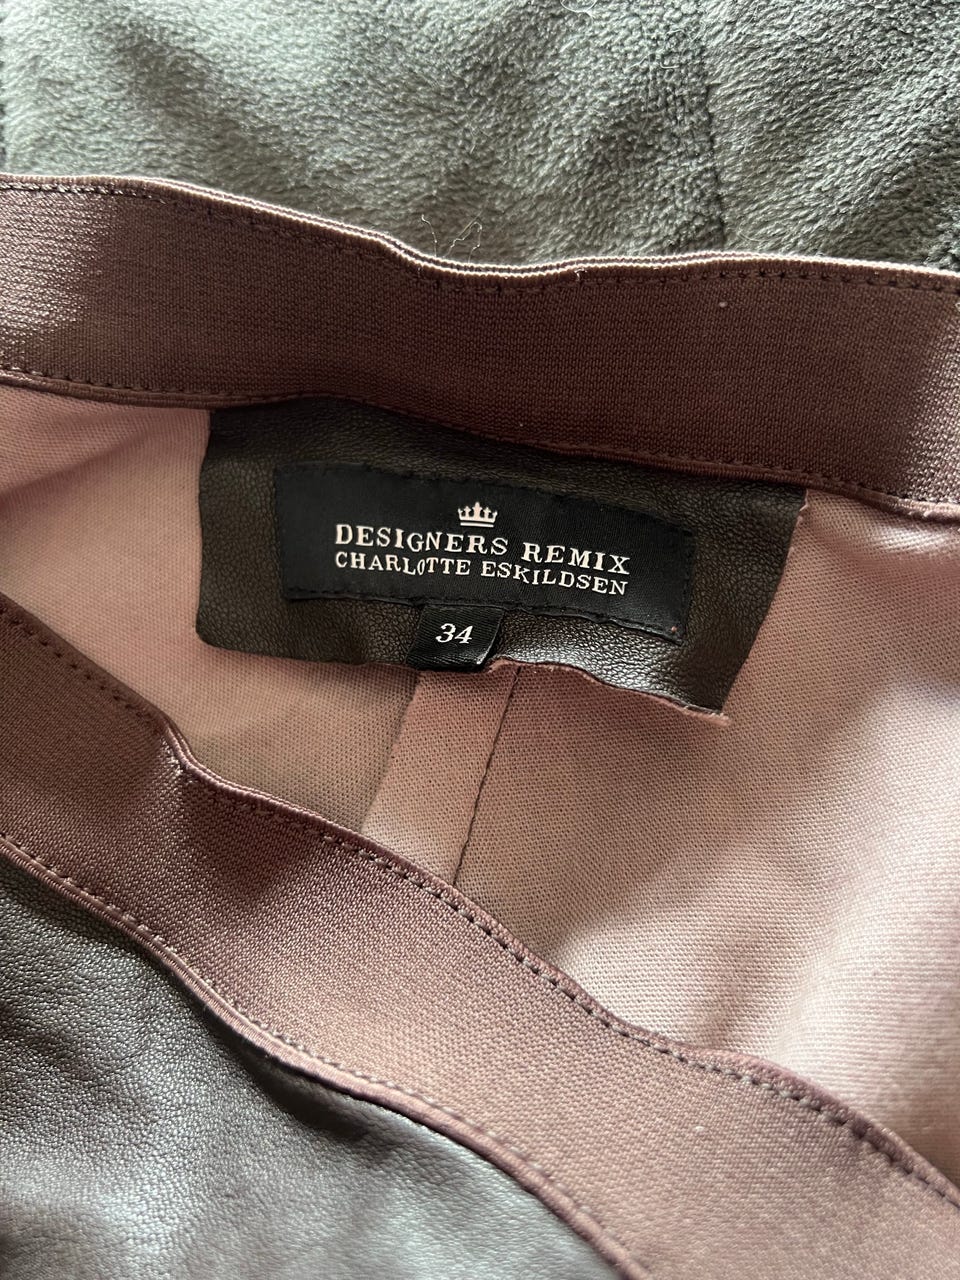 DESIGNERS REMIX
CHARLOTTE ESKILDSEN
34